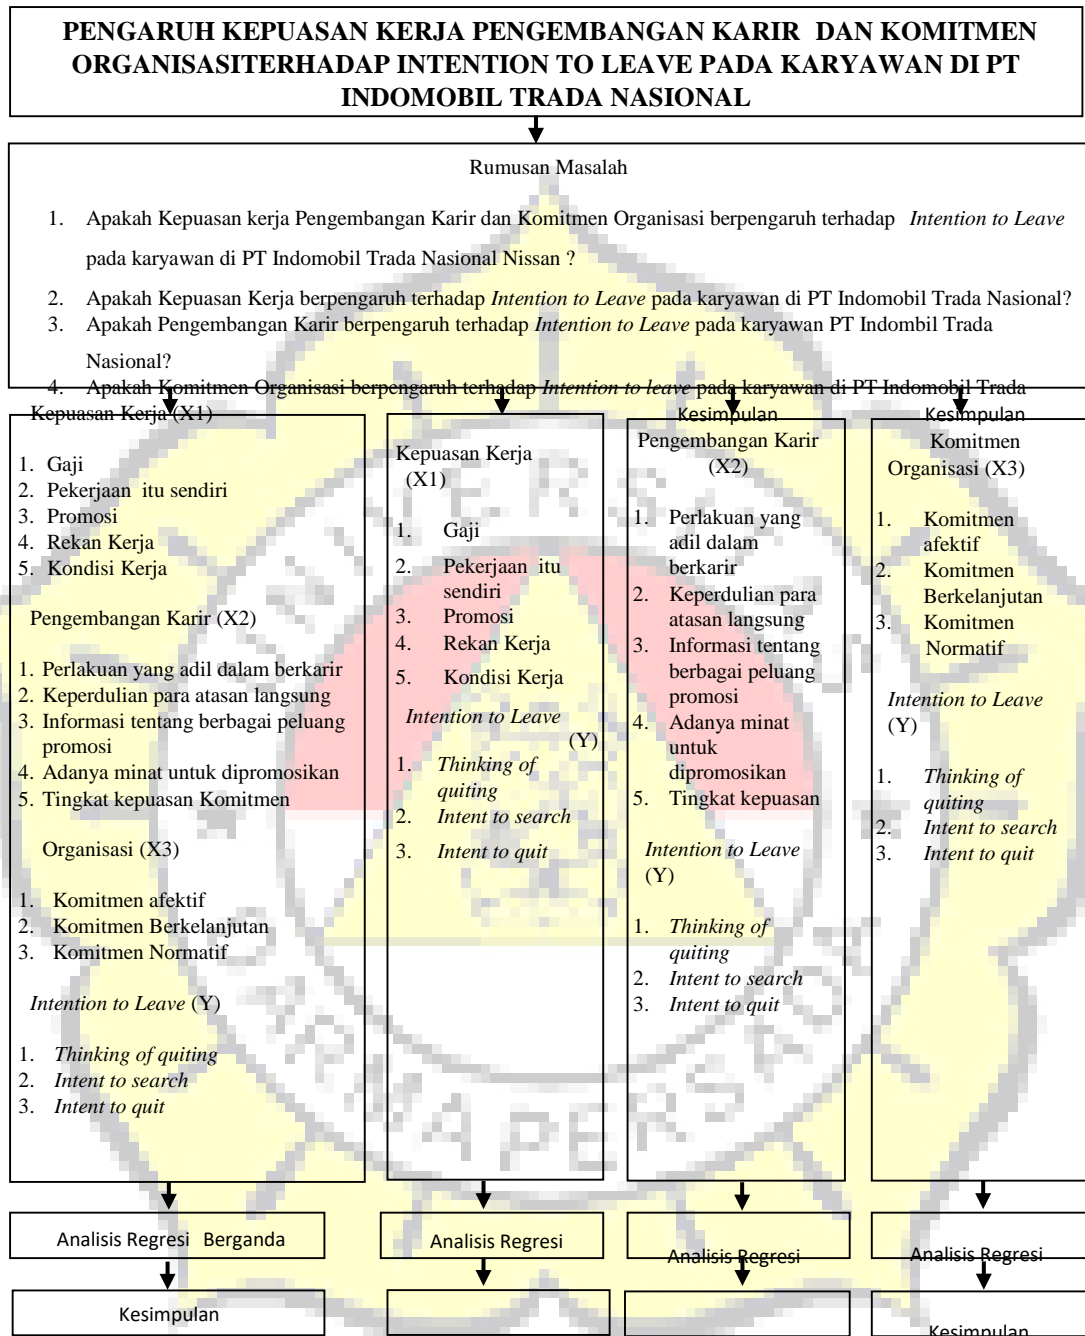 PENGARUH KEPUASAN KERJA PENGEMBANGAN KARIR DAN KOMITMEN
ORGANISASITERHADAP INTENTION TO LEAVE PADA KARYAWAN DI PT
INDOMOBIL TRADA NASIONAL
Rumusan Masalah
1. Apakah Kepuasan kerja Pengembangan Karir dan Komitmen Organisasi berpengaruh terhadap Intention to Leave
pada karyawan di PT Indomobil Trada Nasional Nissan ?
2. Apakah Kepuasan Kerja berpengaruh terhadap Intention to Leave pada karyawan di PT Indomobil Trada Nasional?
3. Apakah Pengembangan Karir berpengaruh terhadap Intention to Leave pada karyawan PT Indombil Trada
Nasional?
4. Apakah Komitmen Organisasi berpengaruh terhadap Intention to leave pada karyawan di PT Indomobil Trada
Kepuasan Kerja (X1)
1. Gaji
2. Pekerjaan itu sendiri
3. Promosi
4. Rekan Kerja
5. Kondisi Kerja
Pengembangan Karir (X2)
1. Perlakuan yang adil dalam berkarir
2. Keperdulian para atasan langsung
3. Informasi tentang berbagai peluang
promosi
4. Adanya minat untuk dipromosikan
5. Tingkat kepuasan Komitmen
Organisasi (X3)
1. Komitmen afektif
2. Komitmen Berkelanjutan
3. Komitmen Normatif
Intention to Leave (Y)
1. Thinking of quiting
2. Intent to search
3. Intent to quit
Kepuasan Kerja
(X1)
1. Gaji
2. Pekerjaan itu
sendiri
3. Promosi
4. Rekan Kerja
5. Kondisi Kerja
Intention to Leave
(Y)
1. Thinking of
quiting
2. Intent to search
3. Intent to quit
Kesimpulan
Pengembangan Karir
(X2)
1. Perlakuan yang
adil dalam
berkarir
2. Keperdulian para
atasan langsung
3. Informasi tentang
berbagai peluang
promosi
4. Adanya minat
untuk
dipromosikan
5. Tingkat kepuasan
Intention to Leave
(Y)
1. Thinking of
quiting
2. Intent to search
3. Intent to quit
Kesimpulan
Komitmen
Organisasi (X3)
1. Komitmen
afektif
2. Komitmen
Berkelanjutan
3. Komitmen
Normatif
Intention to Leave
(Y)
1. Thinking of
quiting
2. Intent to search
3. Intent to quit
Analisis Regresi Berganda
Analisis Regresi
Analisis Regresi
Analisis Regresi
Kesimpulan
Kesimpulan
UNIVERSITAS
DARMA PERSADA